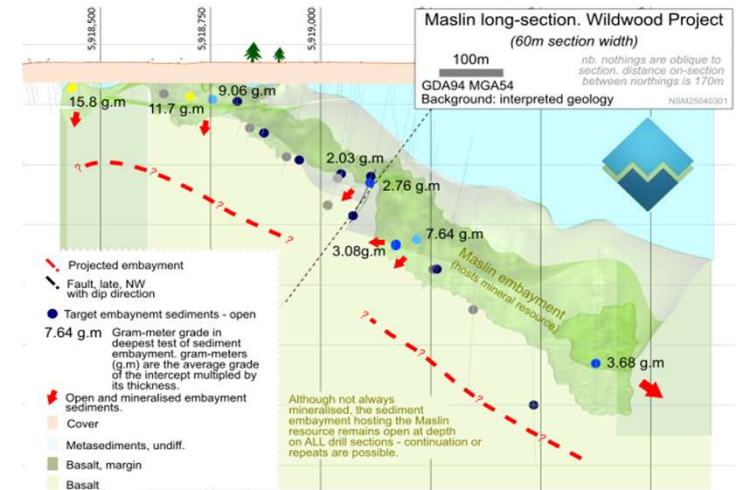 5,918,500
5,918,750
5,919,000
Maslin long-section. Wildwood Project
(60m section width)
100m
nb. nothings are oblique to
section. distance on-section
between northings is 170m
GDA94 MGA54
Background: interpreted geology
NSM25040301
15.8 g.m
11.7 g.m
9.06 g.m
2.03 g.m
2.76 g.m
3.08g.m
7.64 g.m
3.68 g.m
Maslin embayment
(hosts mineral resource)
?
?
?
?
?
?
?
Projected embayment
Fault, late, NW
with dip direction
Target embaynemt sediments - open
7.64 g.m
Gram-meter grade in
deepest test of sediment
embayment. gram-meters
(g.m) are the average grade
of the intercept multipled by
its thickness.
Open and mineralised embayment
sediments.
Cover
Metasediments, undiff.
Basalt, margin
Basalt
Although not always
mineralised, the sediment
embayment hosting the Maslin
resource remains open at depth
on ALL drill sections - continuation or
repeats are possible.